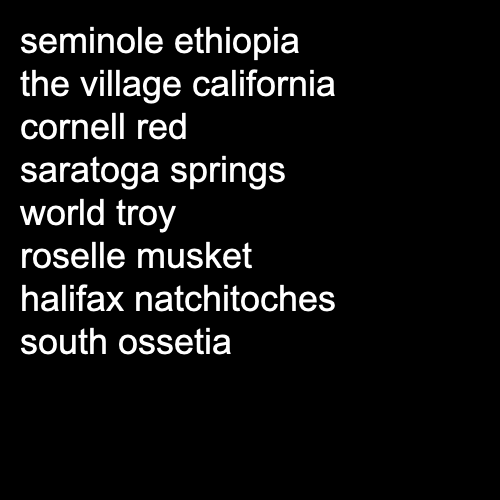 seminole ethiopia
the village california
cornell red
saratoga springs
world troy
roselle musket
halifax natchitoches
south ossetia